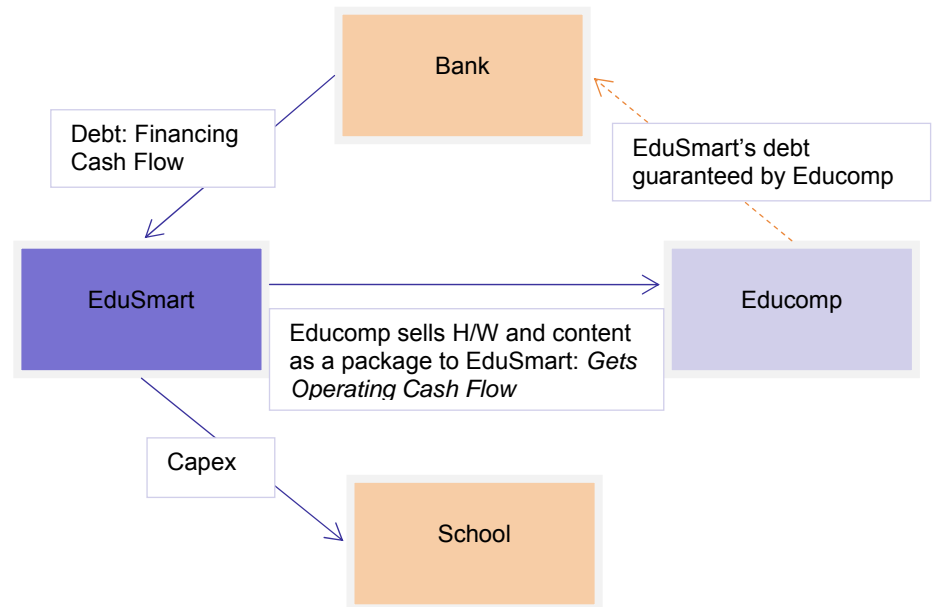 Bank
Debt: Financing
Cash Flow
EduSmart’s debt
guaranteed by Educomp
EduSmart
Educomp
Educomp sells H/W and content
as a package to EduSmart: Gets
Operating Cash Flow
Capex
School